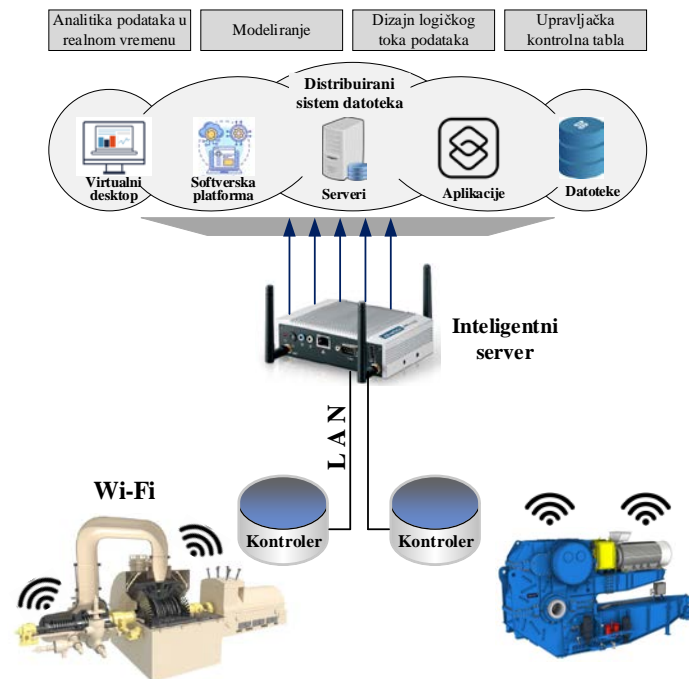 Analitika podataka u
realnom vremenu
Modeliranje
Dizajn logičkog
toka podataka
Upravljačka
kontrolna tabla
Distribuirani
sistem datoteka
Virtualni
desktop
Softverska
platforma
Serveri
Aplikacije
Datoteke
Inteligentni
server
LAN
Wi-Fi
Kontroler
Kontroler